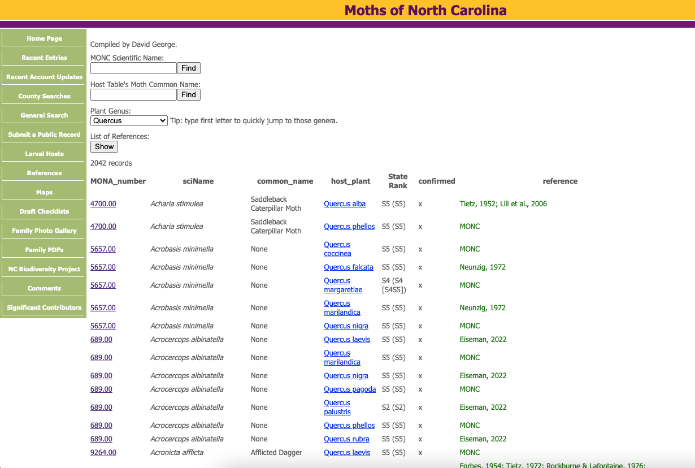 Moths of North Carolina
Home Page
Recent Entries
Recent Account Updates
County Searches
General Search
Submit a Public Record
Larval Hosts
References
Maps
Draft Checklists
Family Photo Gallery
Family PDFs
NC Biodiversity Project
Comments
Significant Contributors
Compiled by David George.
MONC Scientific Name:
Find
Host Table's Moth Common Name:
Find
Plant Genus:
Quercus Tip: type first letter to quickly jump to those genera.
List of References:
Show
2042 records
MONA_number sciName common_name host_plant State Rank confirmed reference
4700.00 Acharia stimulea Saddleback Caterpillar Moth Quercus alba S5 (S5) x Tietz, 1952; Lill et al., 2006
4700.00 Acharia stimulea Saddleback Caterpillar Moth Quercus phellos S5 (S5) x MONC
5657.00 Acrobasis minimella None Quercus coccinea S5 (S5) x MONC
5657.00 Acrobasis minimella None Quercus falcata S5 (S5) x Neunzig, 1972
5657.00 Acrobasis minimella None Quercus margaretiae S4 (S4 [S4S5]) x MONC
5657.00 Acrobasis minimella None Quercus marilandica S5 (S5) x Neunzig, 1972
5657.00 Acrobasis minimella None Quercus nigra S5 (S5) x MONC
689.00 Acrocercops albinatella None Quercus laevis S5 (S5) x Eiseman, 2022
689.00 Acrocercops albinatella None Quercus marilandica S5 (S5) x MONC
689.00 Acrocercops albinatella None Quercus nigra S5 (S5) x Eiseman, 2022
689.00 Acrocercops albinatella None Quercus pagoda S5 (S5) x MONC
689.00 Acrocercops albinatella None Quercus palustris S2 (S2) x Eiseman, 2022
689.00 Acrocercops albinatella None Quercus phellos S5 (S5) x MONC
689.00 Acrocercops albinatella None Quercus rubra S5 (S5) x Eiseman, 2022
9264.00 Acronicta afflicta Afflicted Dagger Quercus laevis S5 (S5) x MONC
Forbes, 1954; Tietz, 1972; Rockburne & Lafontaine, 1976;